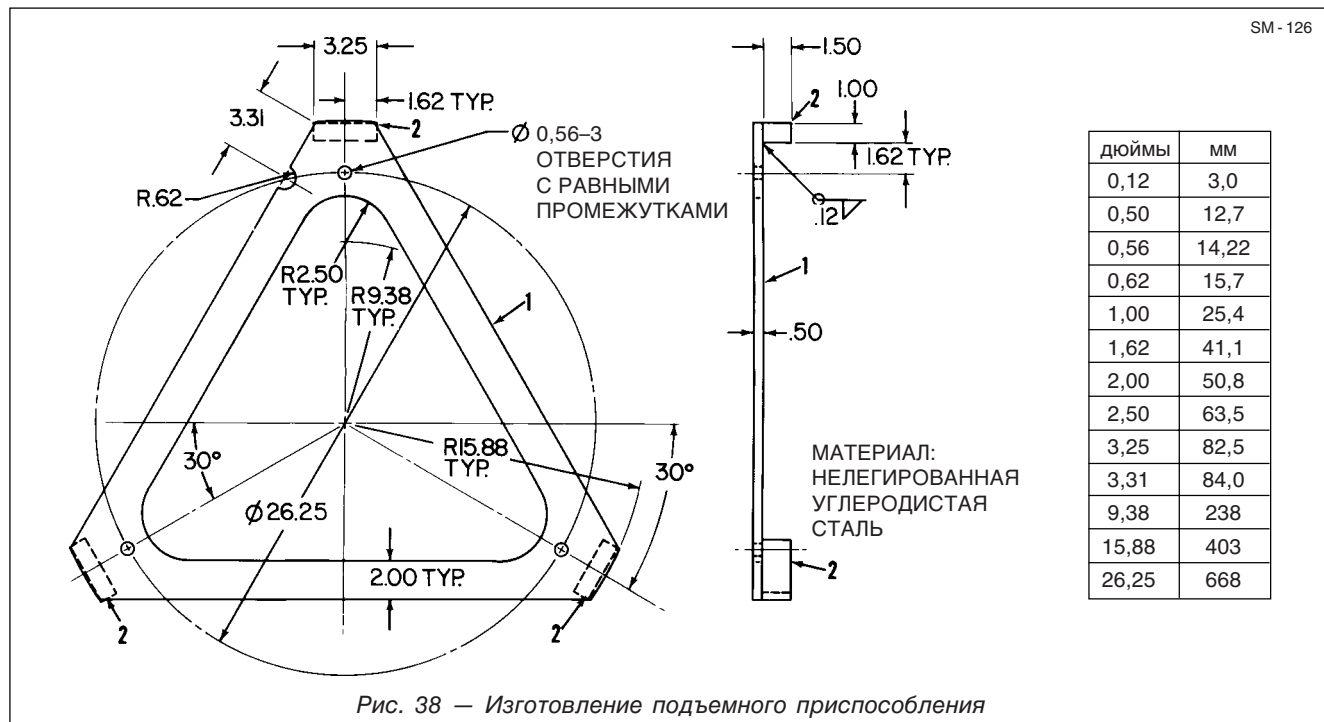 SM - 126
3.25
1.50
1.62 TYP.
2
1.00
3.31
2
Ø 0,56–3
ОТВЕРСТИЯ
С РАВНЫМИ
ПРОМЕЖУТКАМИ
1.62 TYP.
R.62
.12
R2.50
TYP.
R9.38
TYP.
1
1
.50
30°
R15.88
TYP.
30°
Ø 26.25
2.00 TYP.
2
2
2
МАТЕРИАЛ:
НЕЛЕГИРОВАННАЯ
УГЛЕРОДИСТАЯ
СТАЛЬ
дюймы мм
0,12 3,0
0,50 12,7
0,56 14,22
0,62 15,7
1,00 25,4
1,62 41,1
2,00 50,8
2,50 63,5
3,25 82,5
3,31 84,0
9,38 238
15,88 403
26,25 668
Рис. 38 — Изготовление подъемного приспособления